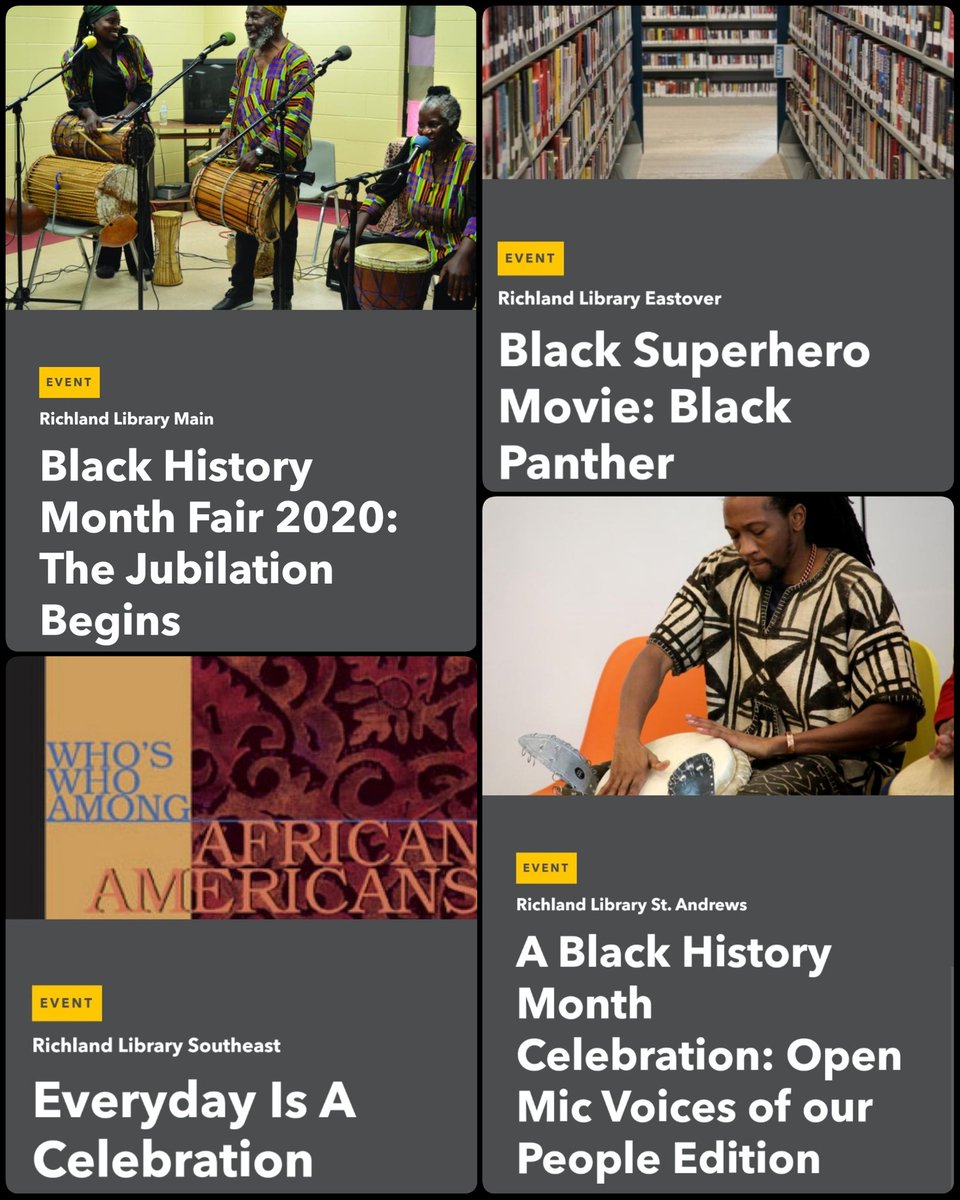 EVENT
Richland Library Main
Black History
Month Fair 2020:
The Jubilation
Begins
EVENT
Richland Library Eastover
Black Superhero
Movie: Black
Panther
WHO'S
WHO
AMONG
AFRICAN
AMERICANS
EVENT
Richland Library Southeast
Everyday Is A
Celebration
EVENT
Richland Library St. Andrews
A Black History
Month
Celebration: Open
Mic Voices of our
People Edition